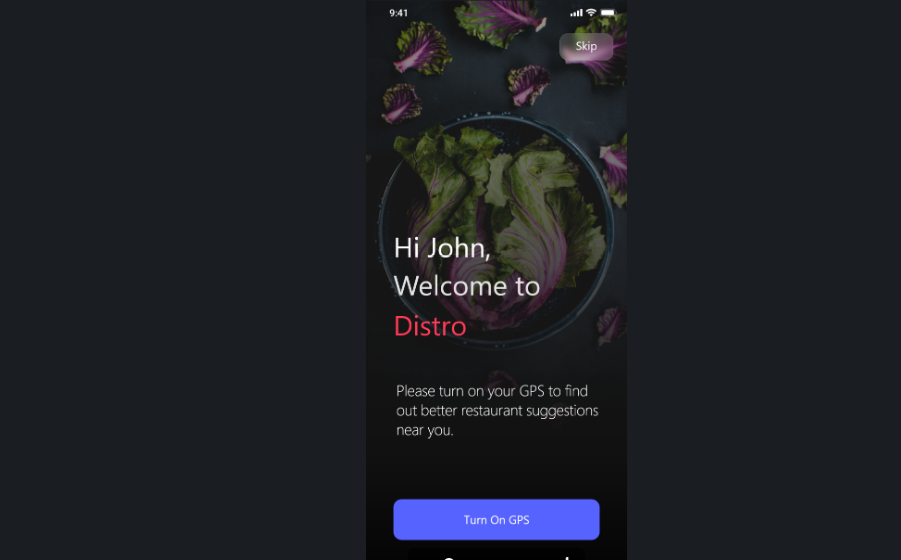 9:41
Skip
Hi John,
Welcome to
Distro
Please turn on your GPS to find
out better restaurant suggestions
near you.
Turn On GPS